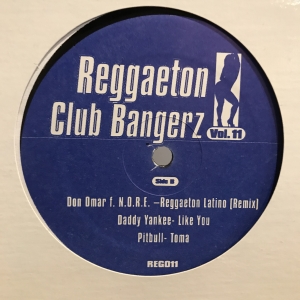 Reggaeton
Club Bangerz
Vol. 11
Side B
Don Omar f. N.O.R.E. –Reggaeton Latino (Remix)
Daddy Yankee- Like You
Pitbull- Toma
REG011